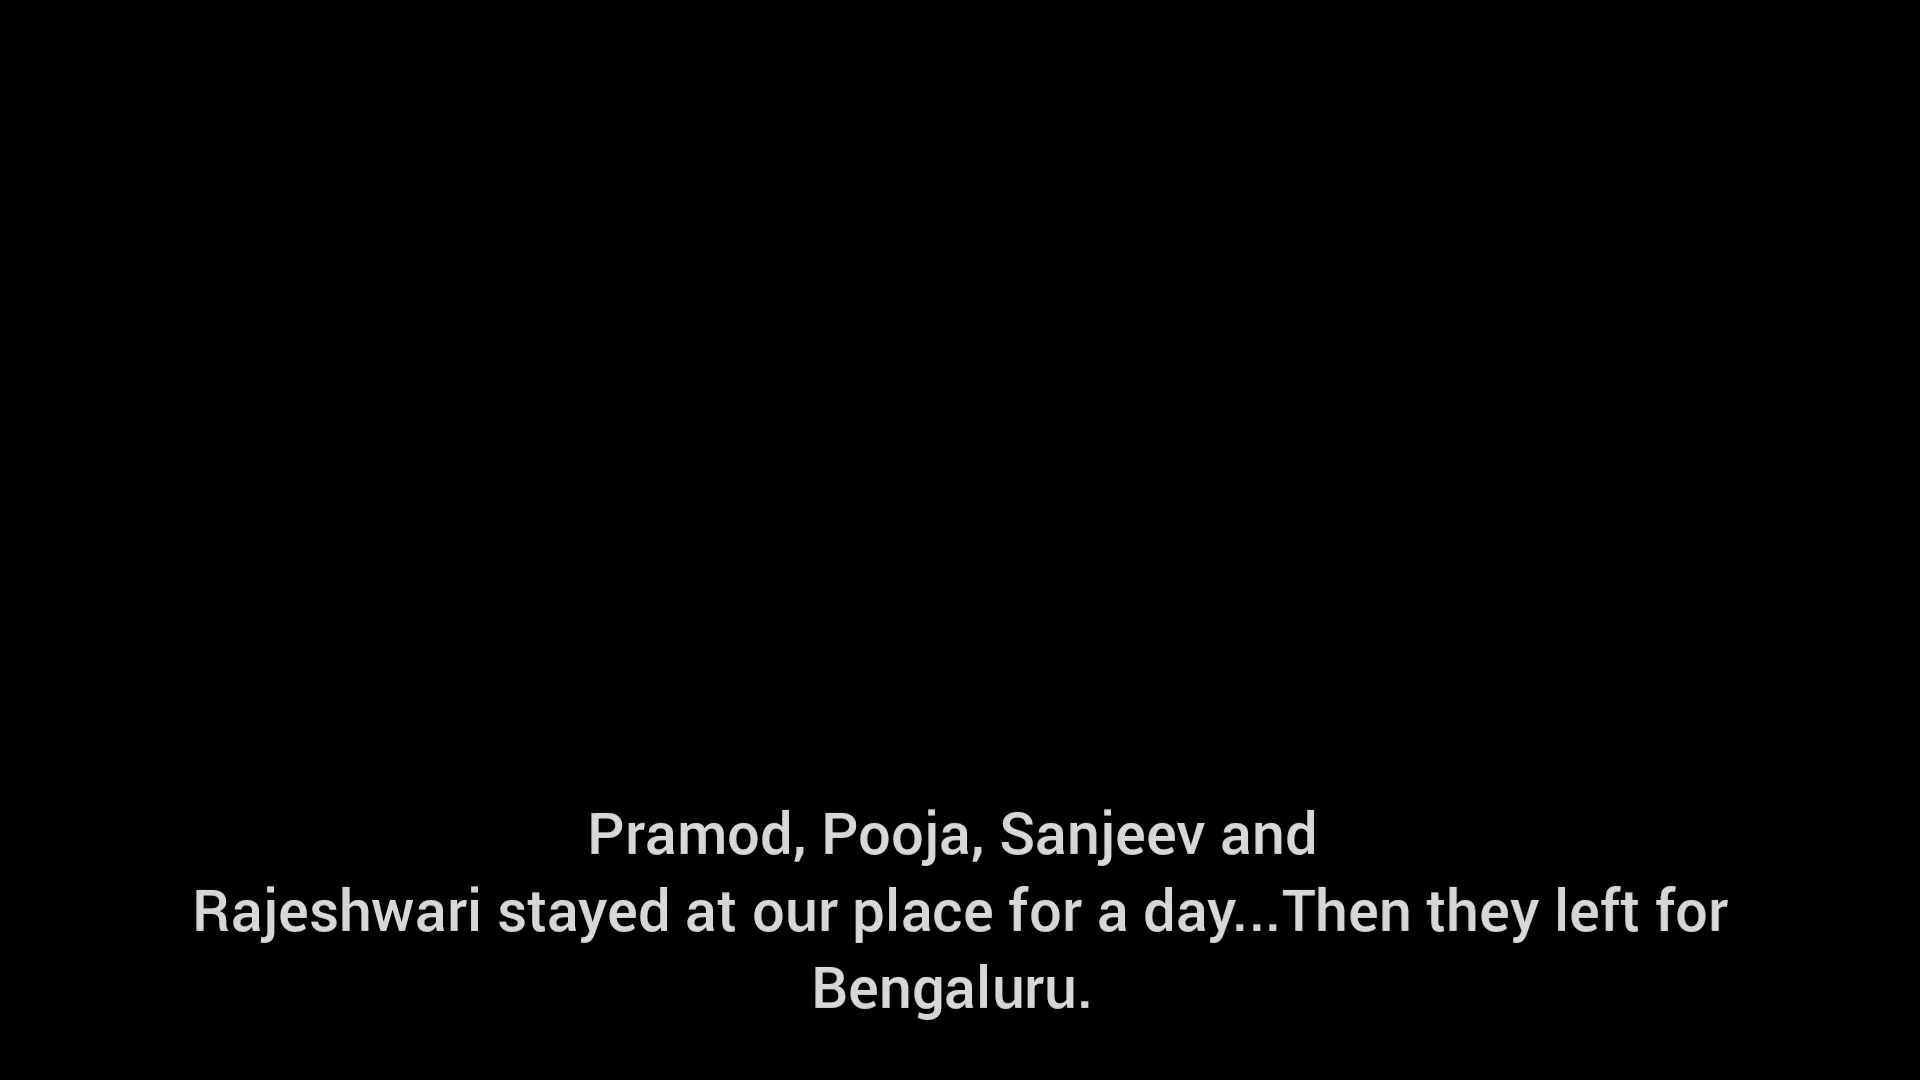 Pramod, Pooja, Sanjeev and
Rajeshwari stayed at our place for a day...Then they left for
Bengaluru.